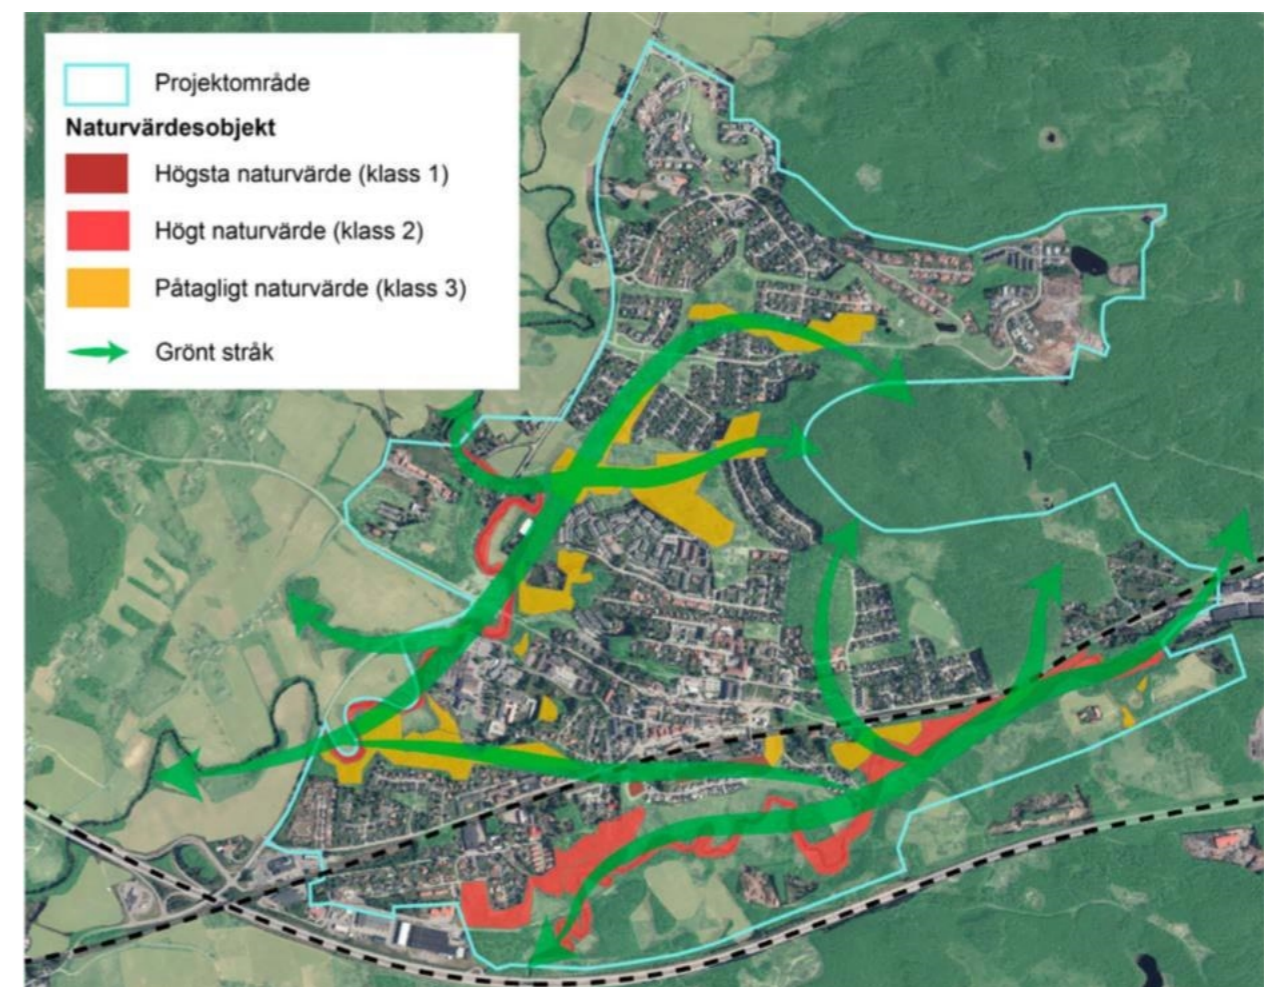 Projektområde
Naturvärdesobjekt
Högsta naturvärde (klass 1)
Högt naturvärde (klass 2)
Påtagligt naturvärde (klass 3)
Grönt stråk